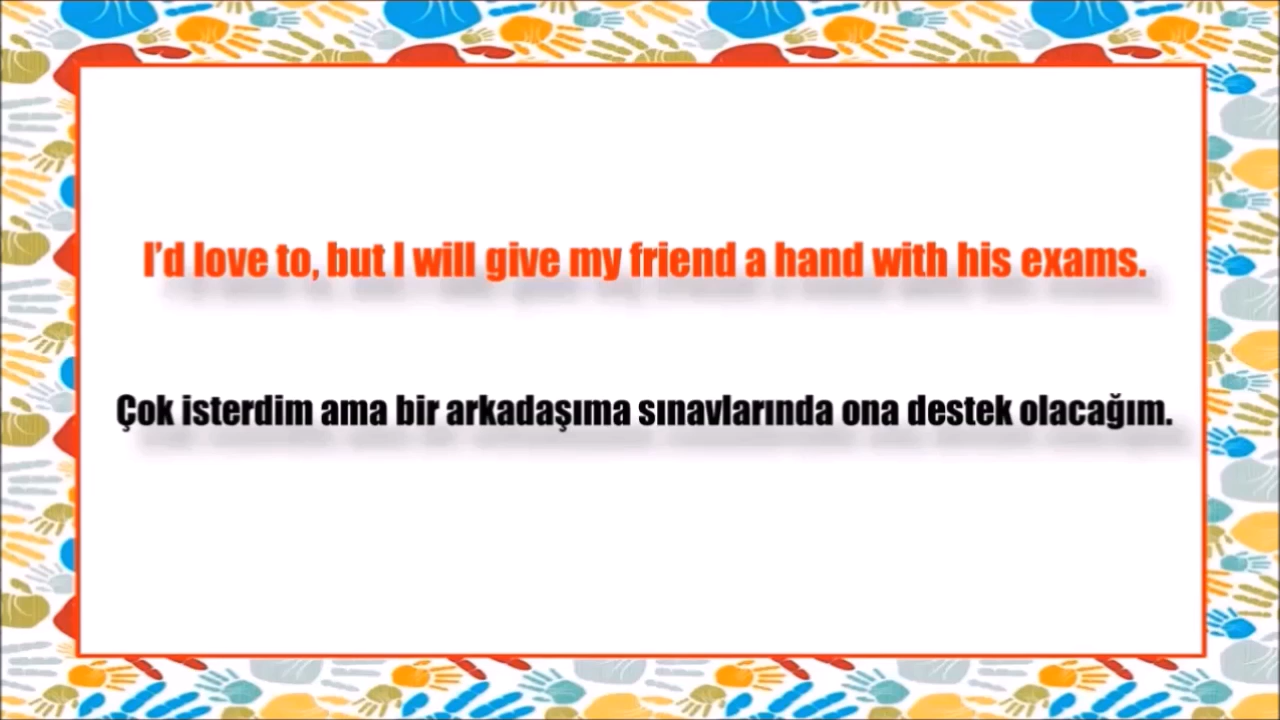 I'd love to, but I will give my friend a hand with his exams.
Çok isterdim ama bir arkadaşıma sınavlarında ona destek olacağım.